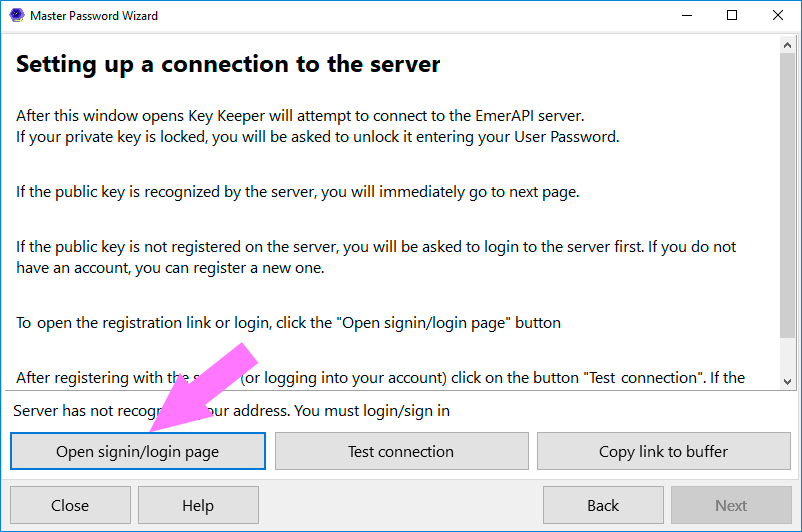 Master Password Wizard
Setting up a connection to the server
After this window opens Key Keeper will attempt to connect to the EmerAPI server.
If your private key is locked, you will be asked to unlock it entering your User Password.
If the public key is recognized by the server, you will immediately go to next page.
If the public key is not registered on the server, you will be asked to login to the server first. If you do not
have an account, you can register a new one.
To open the registration link or login, click the "Open signin/login page" button
After registering with the (or logging into your account) click on the button "Test connection". If the
Server has not your address. You must login/sign in
Open signin/login page
Test connection
Copy link to buffer
Close
Help
Back
Next